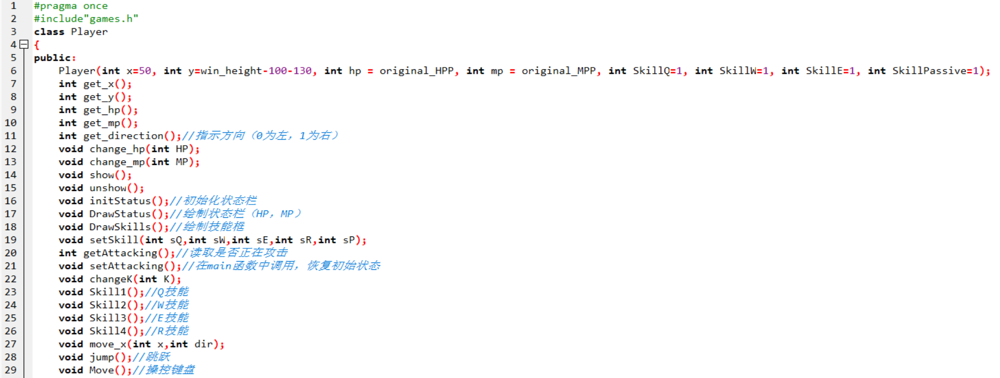 1 #pragma once
2 #include"games.h"
3 class Player
4 {
5 public:
6 Player(int x=50, int y=win_height-100-130, int hp = original_HPP, int mp = original_MPP, int SkillQ=1, int SkillW=1, int SkillE=1, int SkillPassive=1);
7 int get_x();
8 int get_y();
9 int get_hp();
10 int get_mp();
11 int get_direction();//指示方向（0为左，1为右）
12 void change_hp(int HP);
13 void change_mp(int MP);
14 void show();
15 void unshow();
16 void initStatus();//初始化状态栏
17 void DrawStatus();//绘制状态栏（HP，MP）
18 void DrawSkills();//绘制技能框
19 void setSkill(int sQ,int sW,int sE,int sR,int sP);
20 int getAttacking();//读取是否正在攻击
21 void setAttacking();//在main函数中调用，恢复初始状态
22 void changeK(int K);
23 void Skill1();//Q技能
24 void Skill2();//W技能
25 void Skill3();//E技能
26 void Skill4();//R技能
27 void move_x(int x,int dir);
28 void jump();//跳跃
29 void Move();//操控键盘